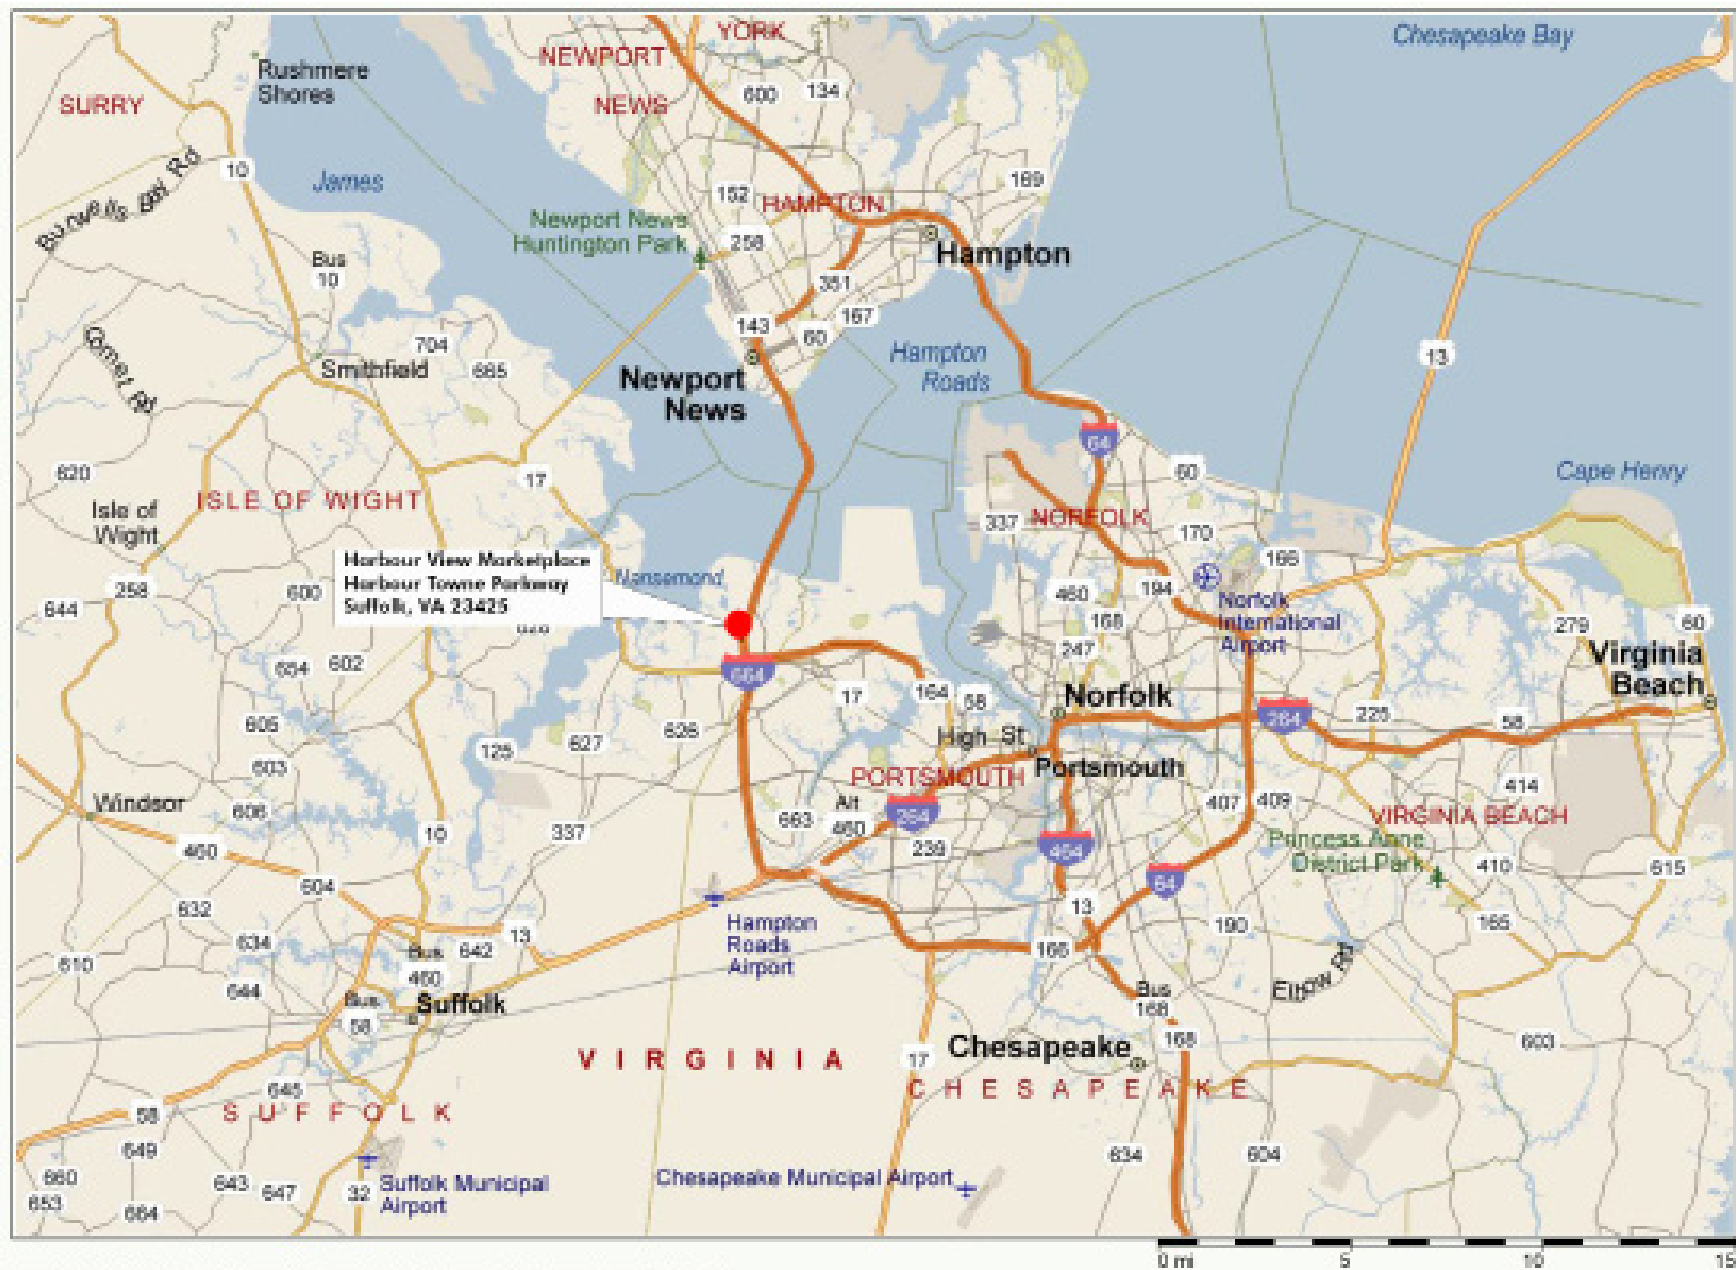 Chesapeake Bay
YORK
NEWPORT
NEWS
Rushmere
Shores
SURRY
600
134
10
James
152
HAMPTON
169
Newport News
Huntington Park
258
Hampton
Bus
10
351
143
167
60
Hampton
Roads
13
704
Smithfield
665
Newport
News
64
60
Cape Henry
620
17
ISLE OF WIGHT
Isle of
Wight
337
NORFOLK
170
166
Harbour View Marketplace
Harbour Towne Parkway
Suffolk, VA 23425
Nansemond
258
600
644
460
194
Norfolk
International
Airport
168
279
60
247
Virginia
Beach
654
602
664
17
164
58
Norfolk
264
225
58
605
125
627
626
High St
PORTSMOUTH
Portsmouth
603
414
Windsor
606
Alt
460
663
264
407
409
VIRGINIA BEACH
Princess Anne
District Park
10
337
460
239
464
64
410
615
604
632
13
165
190
Hampton
Roads
Airport
634
Bus
460
642
13
166
610
644
Elbow Rd
Bus
58
Suffolk
Bus
168
168
603
VIRGINIA
17
Chesapeake
CHESAPEAKE
645
58
SUFFOLK
649
634
604
660
653
643
647
32
Suffolk Municipal
Airport
Chesapeake Municipal Airport
664
0 mi
5
10
15